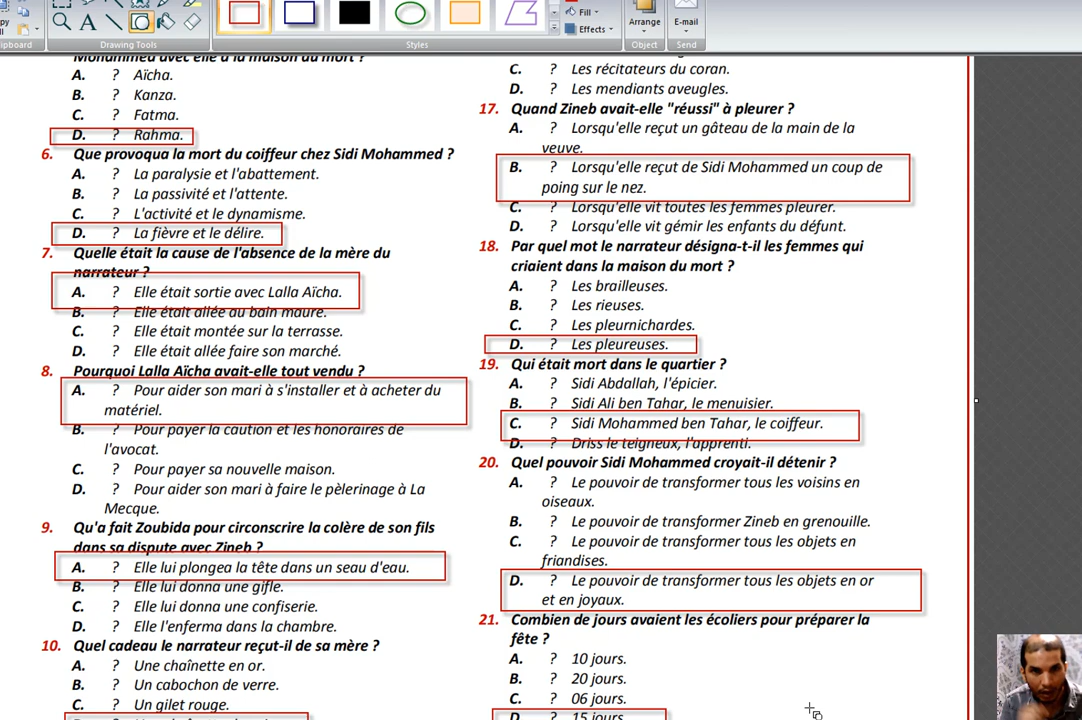 Fill
Effects
Arrange
E-mail
py
lipboard
Drawing Tools
Styles
Object
Send
Mohammed avec elle à la maison du mort ?
A. ? Aïcha.
B. ? Kanza.
C. ? Fatma.
D. ? Rahma.
6. Que provoqua la mort du coiffeur chez Sidi Mohammed ?
A. ? La paralysie et l'abattement.
B. ? La passivité et l'attente.
C. ? L'activité et le dynamisme.
D. ? La fièvre et le délire.
7. Quelle était la cause de l'absence de la mère du
narrateur ?
A. ? Elle était sortie avec Lalla Aïcha.
B. ? Elle était allée au bain maure.
C. ? Elle était montée sur la terrasse.
D. ? Elle était allée faire son marché.
8. Pourquoi Lalla Aïcha avait-elle tout vendu ?
A. ? Pour aider son mari à s'installer et à acheter du
matériel.
B. ? Pour payer la caution et les honoraires de
l'avocat.
C. ? Pour payer sa nouvelle maison.
D. ? Pour aider son mari à faire le pèlerinage à La
Mecque.
9. Qu'a fait Zoubida pour circonscrire la colère de son fils
dans sa dispute avec Zineb ?
A. ? Elle lui plongea la tête dans un seau d'eau.
B. ? Elle lui donna une gifle.
C. ? Elle lui donna une confiserie.
D. ? Elle l'enferma dans la chambre.
10. Quel cadeau le narrateur reçut-il de sa mère ?
A. ? Une chaînette en or.
B. ? Un cabochon de verre.
C. ? Un gilet rouge.
C. ? Les récitateurs du coran.
D. ? Les mendiants aveugles.
17. Quand Zineb avait-elle "réussi" à pleurer ?
A. ? Lorsqu'elle reçut un gâteau de la main de la
veuve.
B. ? Lorsqu'elle reçut de Sidi Mohammed un coup de
poing sur le nez.
C. ? Lorsqu'elle vit toutes les femmes pleurer.
D. ? Lorsqu'elle vit gémir les enfants du défunt.
18. Par quel mot le narrateur désigna-t-il les femmes qui
criaient dans la maison du mort ?
A. ? Les brailleuses.
B. ? Les rieuses.
C. ? Les pleurnichardes.
D. ? Les pleureuses.
19. Qui était mort dans le quartier ?
A. ? Sidi Abdallah, l'épicier.
B. ? Sidi Ali ben Tahar, le menuisier.
C. ? Sidi Mohammed ben Tahar, le coiffeur.
D. ? Driss le teigneux, l'apprenti.
20. Quel pouvoir Sidi Mohammed croyait-il détenir ?
A. ? Le pouvoir de transformer tous les voisins en
oiseaux.
B. ? Le pouvoir de transformer Zineb en grenouille.
C. ? Le pouvoir de transformer tous les objets en
friandises.
D. ? Le pouvoir de transformer tous les objets en or
et en joyaux.
21. Combien de jours avaient les écoliers pour préparer la
fête ?
A. ? 10 jours.
B. ? 20 jours.
C. ? 06 jours.
D. ? 15 jours.